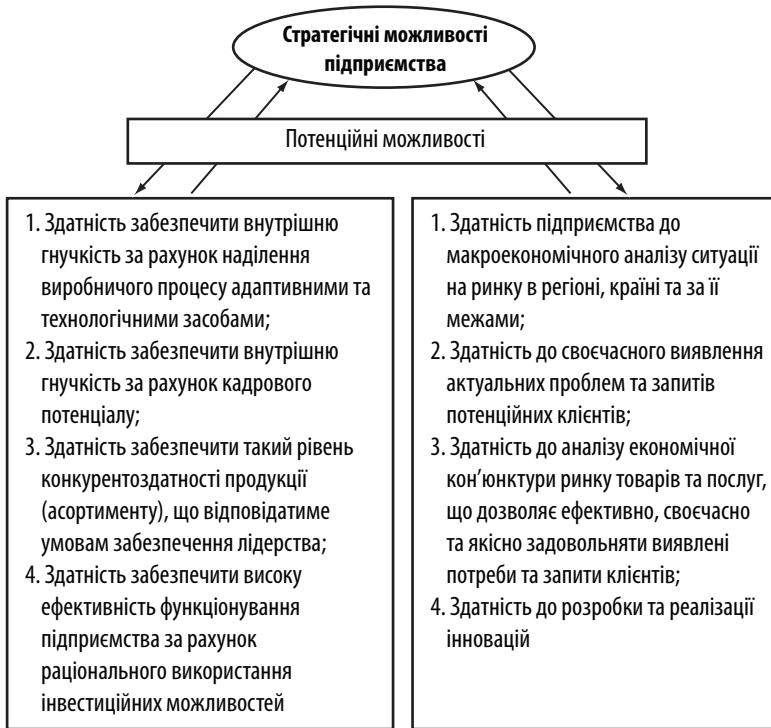 Стратегічні можливості
підприємства
Потенційні можливості
1. Здатність забезпечити внутрішню
гнучкість за рахунок наділення
виробничого процесу адаптивними та
технологічними засобами;
2. Здатність забезпечити внутрішню
гнучкість за рахунок кадрового
потенціалу;
3. Здатність забезпечити такий рівень
конкурентоздатності продукції
(асортименту), що відповідатиме
умовам забезпечення лідерства;
4. Здатність забезпечити високу
ефективність функціонування
підприємства за рахунок
раціонального використання
інвестиційних можливостей
1. Здатність підприємства до
макроекономічного аналізу ситуації
на ринку в регіоні, країні та за її
межами;
2. Здатність до своєчасного виявлення
актуальних проблем та запитів
потенційних клієнтів;
3. Здатність до аналізу економічної
кон’юнктури ринку товарів та послуг,
що дозволяє ефективно, своєчасно
та якісно задовольняти виявлені
потреби та запити клієнтів;
4. Здатність до розробки та реалізації
інновацій